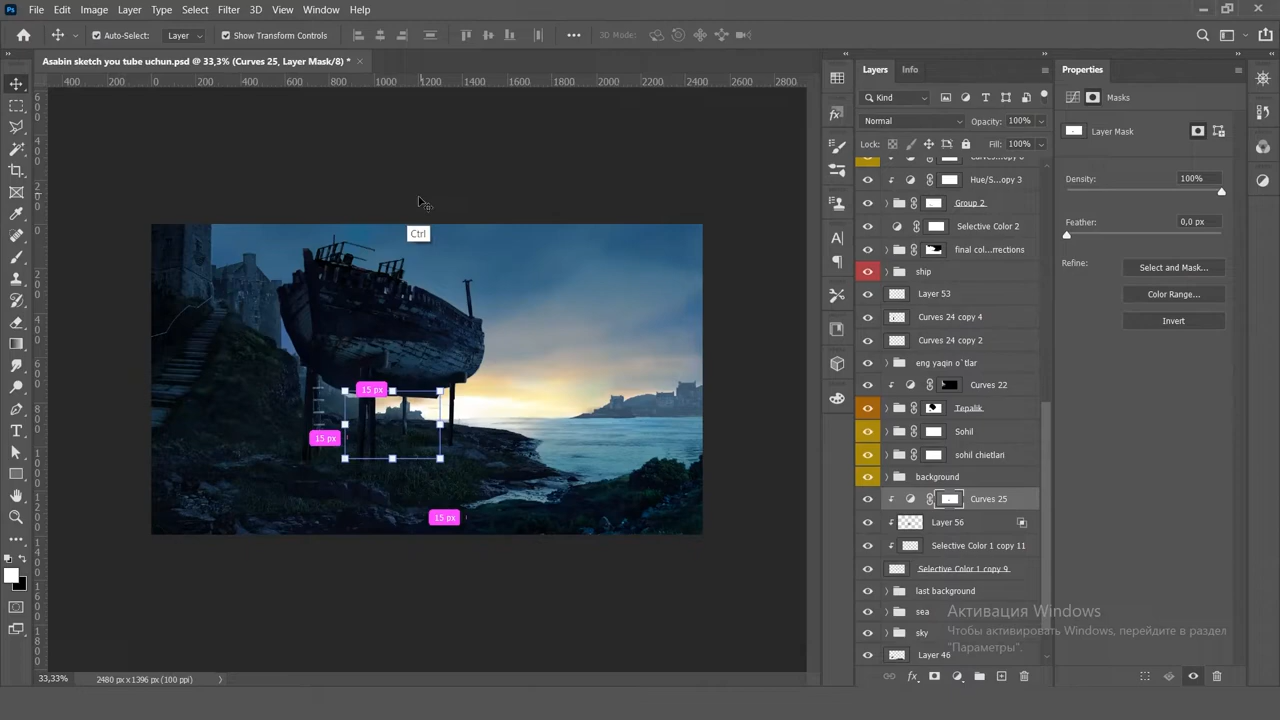 Ps File Edit Image Layer Type Select Filter 3D View Window Help
Auto-Select: Layer Show Transform Controls 3D Mode:
Asabin sketch you tube uchun.psd @ 33,3% (Curves 25, Layer Mask/8) *
400 200 0 200 400 600 800 1000 1200 1400 1600 1800 2000 2200 2400 2600 2800
Ctrl
15 px
15 px
15 px
33,33% 2480 px x 1396 px (100 ppi)
Layers Info
Kind
Normal Opacity: 100%
Lock: Fill: 100%
Hue/S...opy 3
Group 2
Selective Color 2
final col...rrections
ship
Layer 53
Curves 24 copy 4
Curves 24 copy 2
eng yaqin o`tlar
Curves 22
Tepalik
Sohil
sohil chietlari
background
Curves 25
Layer 56
Selective Color 1 copy 11
Selective Color 1 copy 9
last background
sea
sky
Layer 46
Properties
Masks
Layer Mask
Density: 100%
Feather: 0,0 px
Refine: Select and Mask...
Color Range...
Invert
Активация Windows
Чтобы активировать Windows, перейдите в раздел
"Параметры".